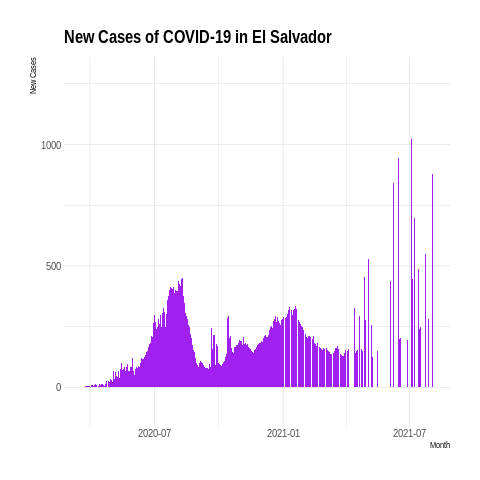 New Cases of COVID-19 in El Salvador
New Cases
1000
500
0
2020-07
2021-01
2021-07
Month